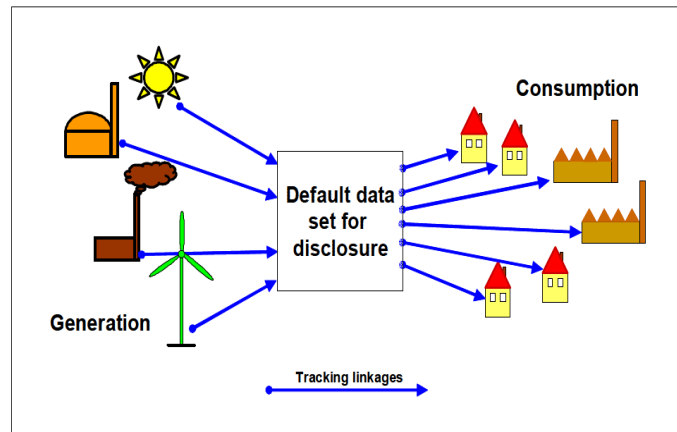 Consumption
Default data
set for
disclosure
Generation
Tracking linkages